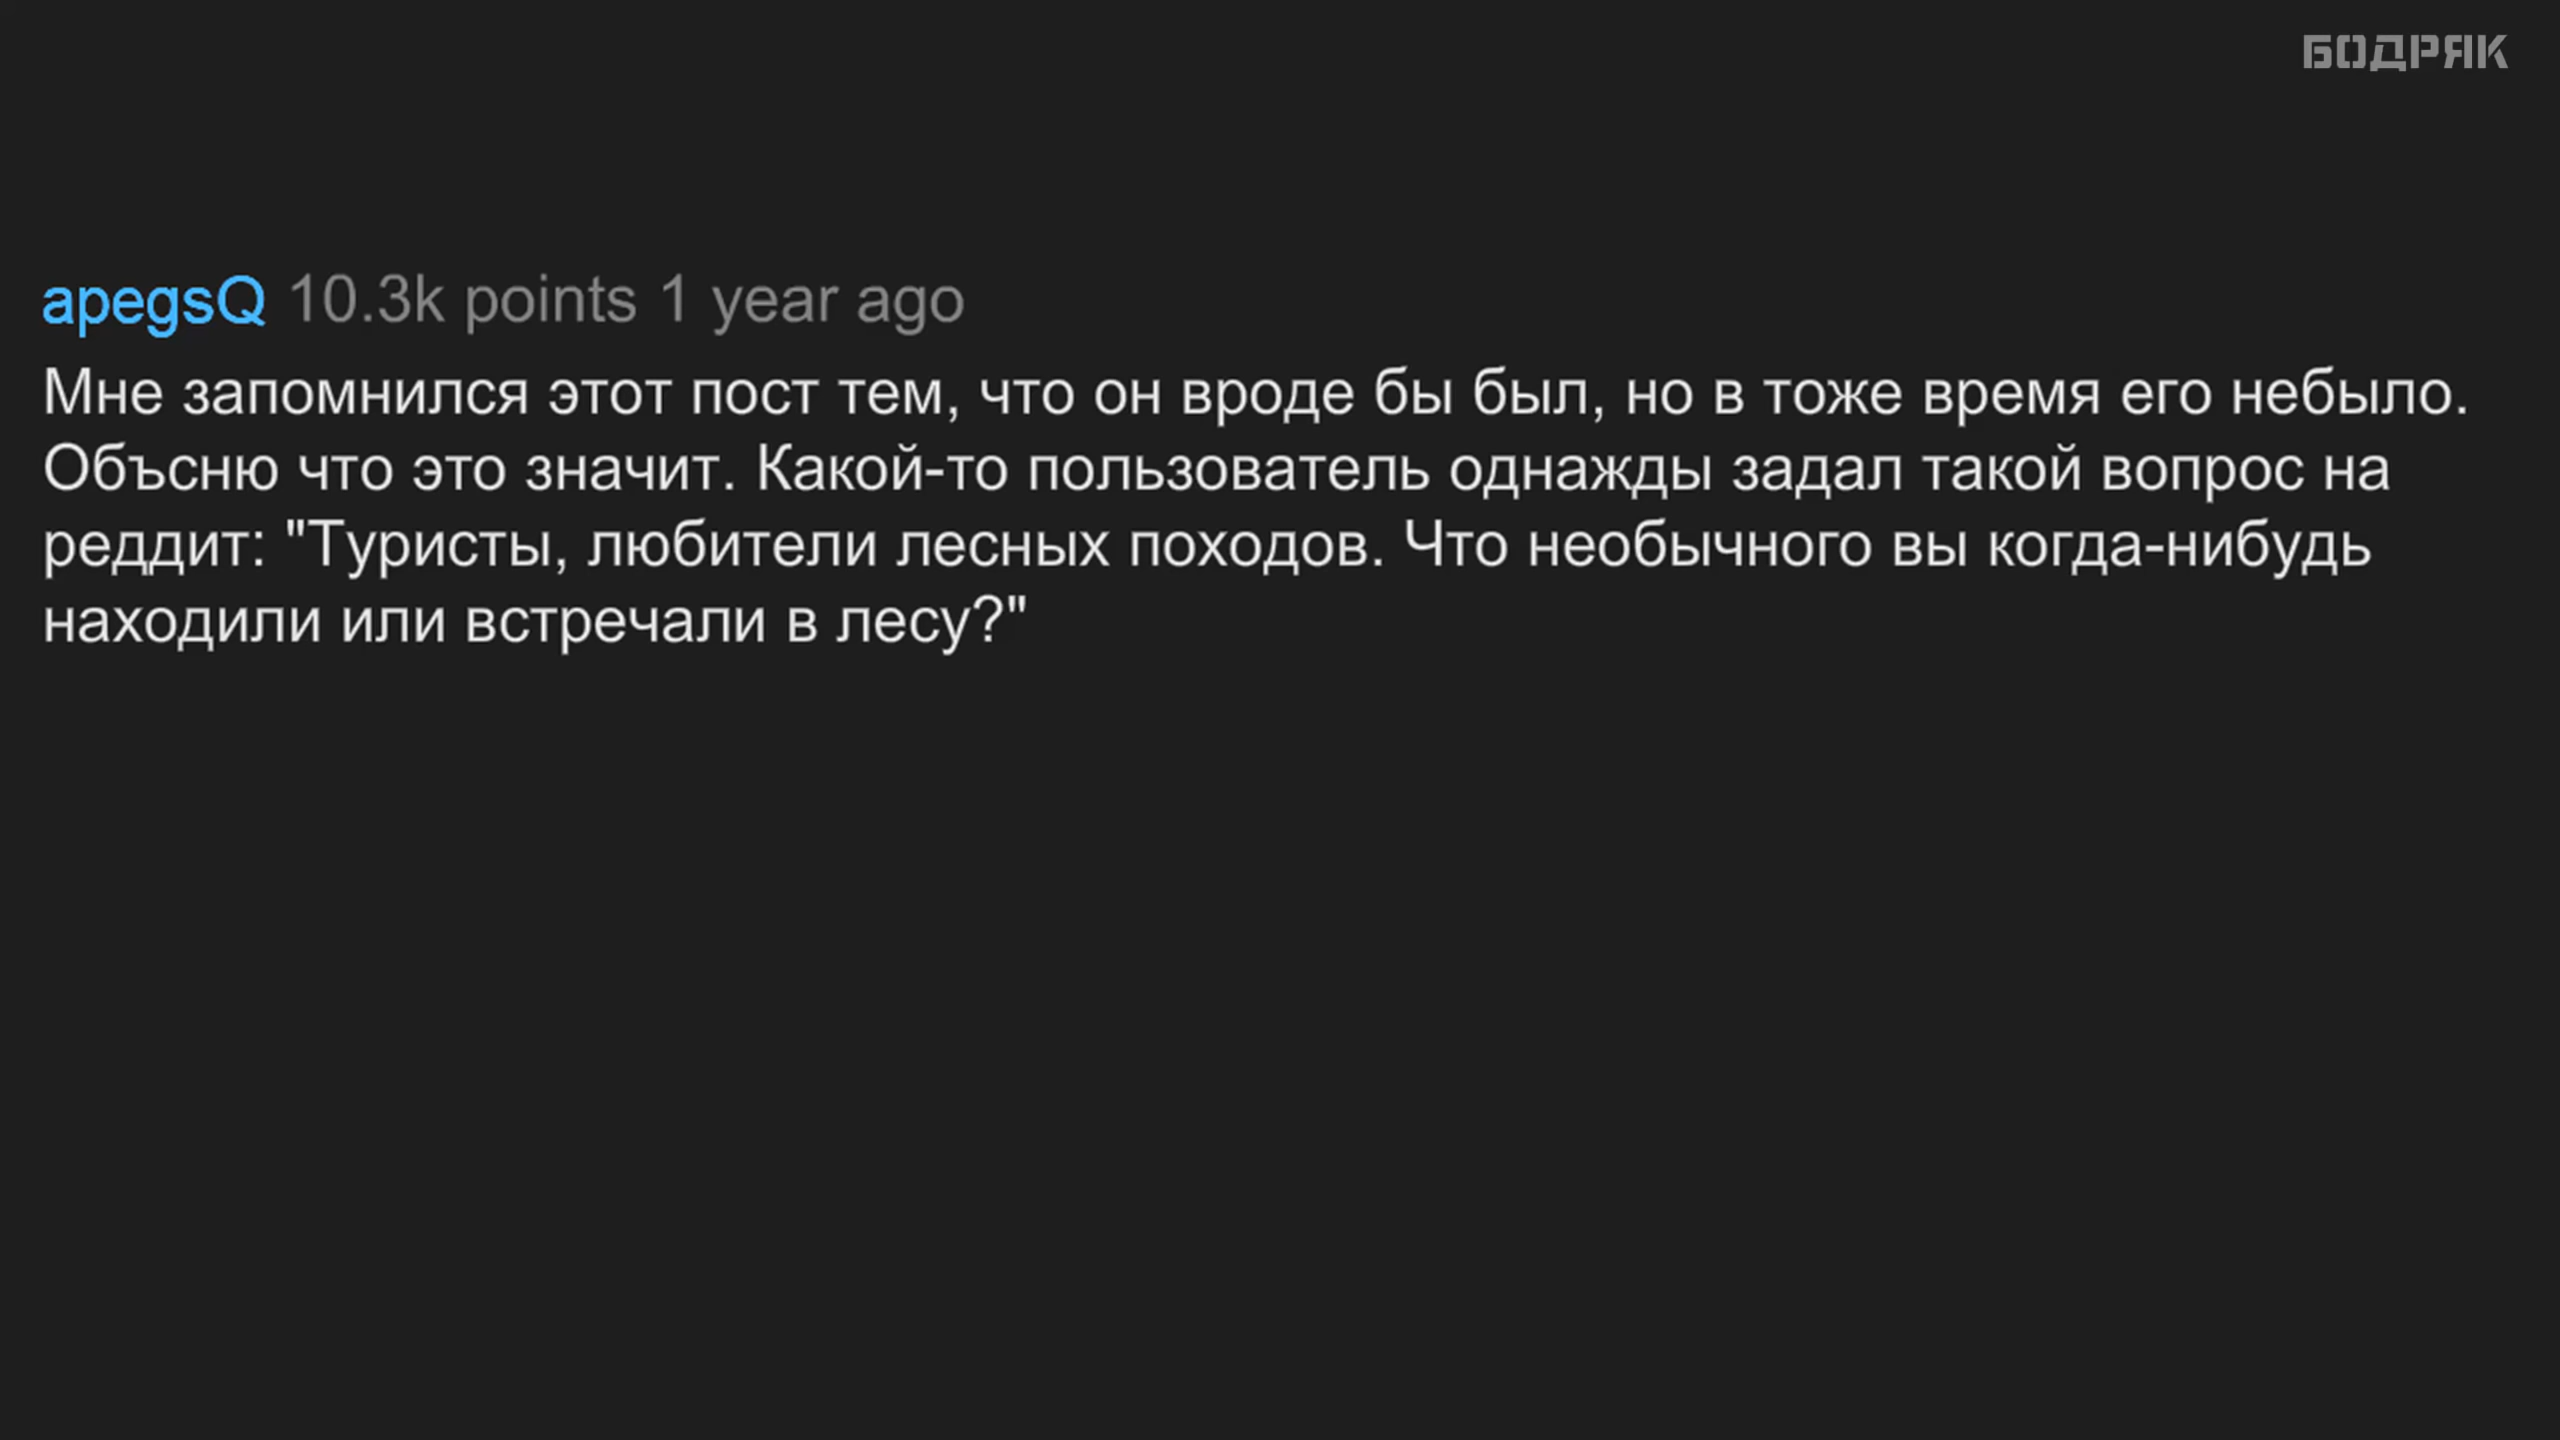 БОДРЯК
apegsQ 10.3k points 1 year ago
Мне запомнился этот пост тем, что он вроде бы был, но в тоже время его небыло.
Объсню что это значит. Какой-то пользователь однажды задал такой вопрос на
реддит: "Туристы, любители лесных походов. Что необычного вы когда-нибудь
находили или встречали в лесу?"